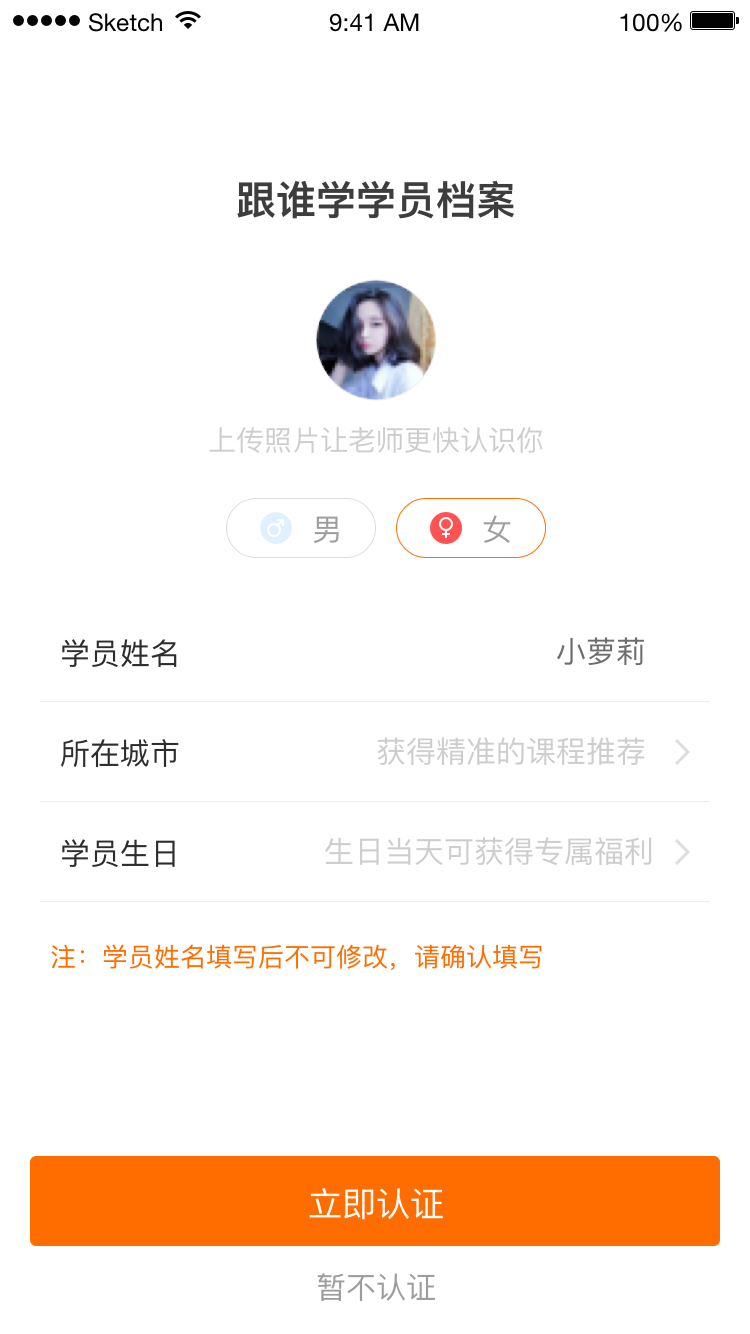 ●●●●● Sketch 9:41 AM 100%
跟谁学学员档案
上传照片让老师更快认识你
男 女
学员姓名 小萝莉
所在城市 获得精准的课程推荐
学员生日 生日当天可获得专属福利
注：学员姓名填写后不可修改，请确认填写
立即认证
暂不认证